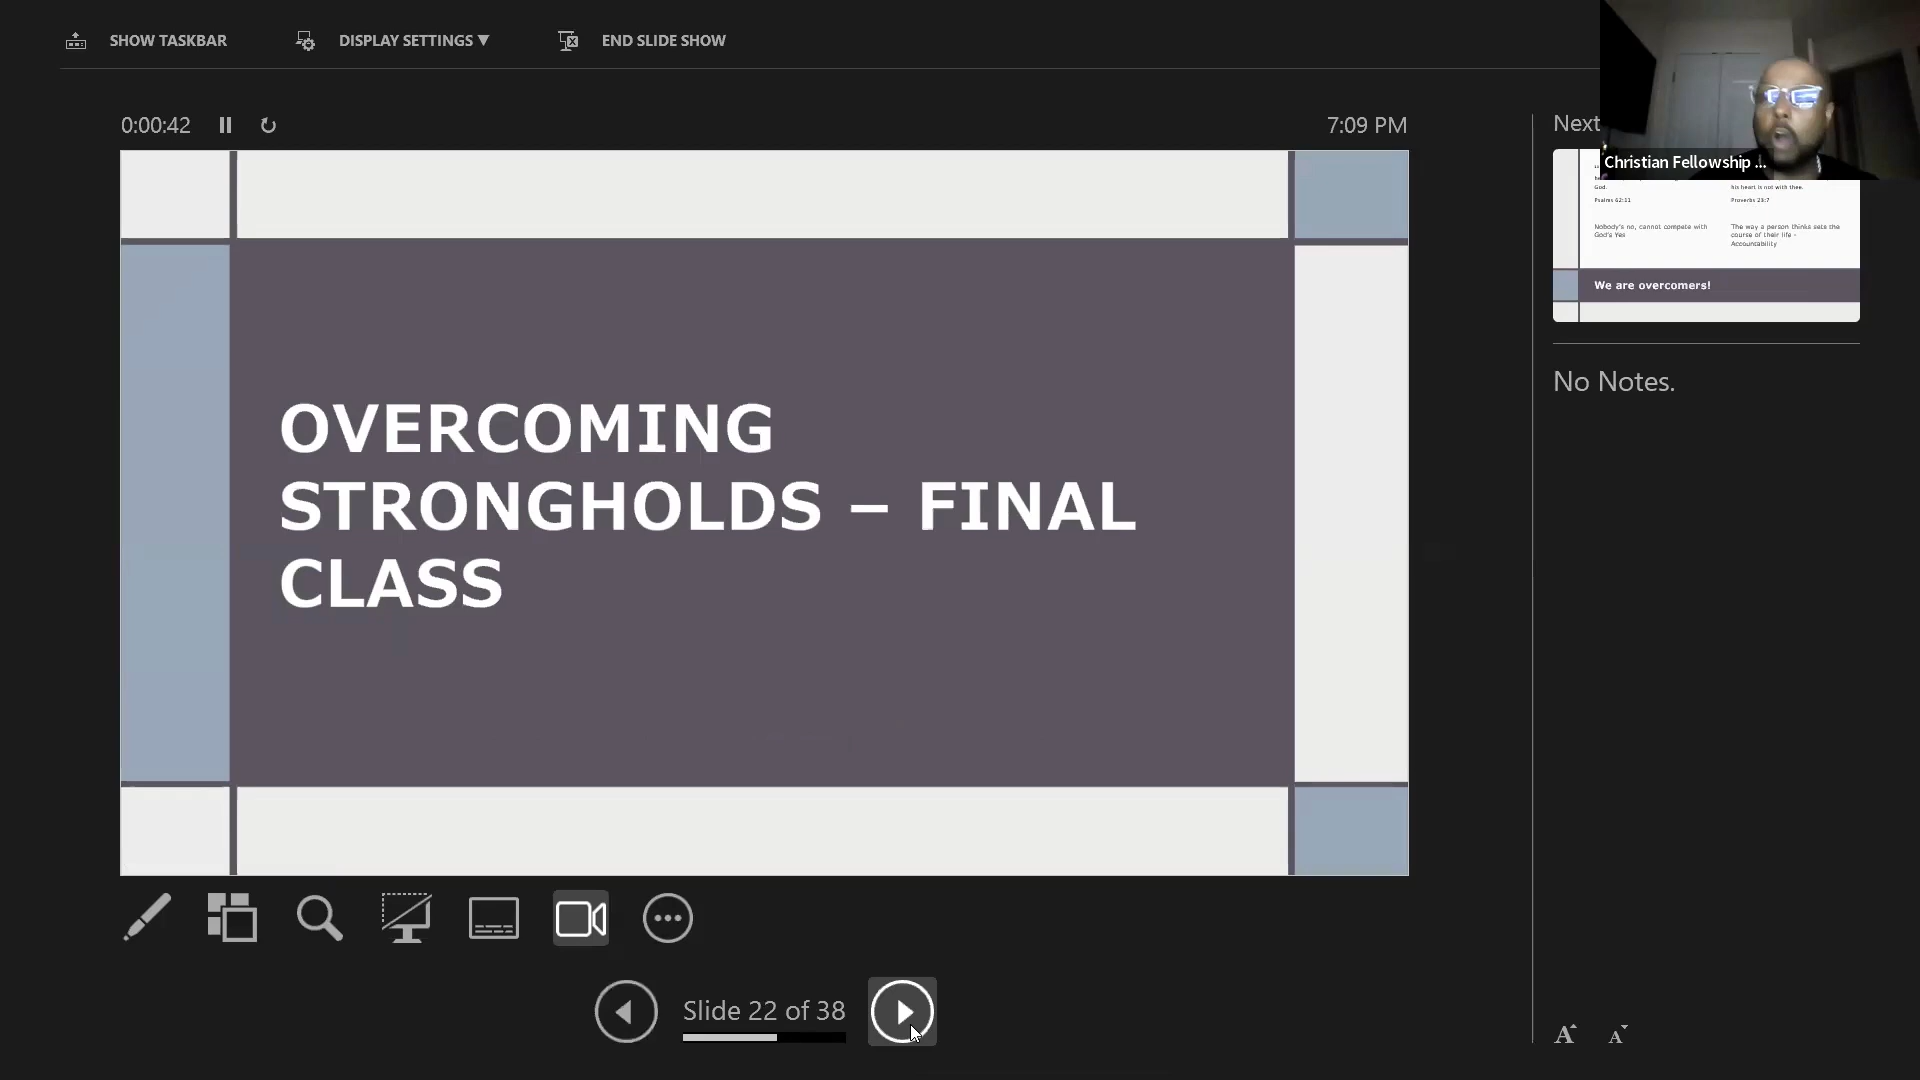 SHOW TASKBAR
DISPLAY SETTINGS ▼
END SLIDE SHOW
0:00:42
7:09 PM
OVERCOMING
STRONGHOLDS – FINAL
CLASS
Slide 22 of 38
Next
Christian Fellowship ...
God.
his heart is not with thee.
Psalms 62:11
Proverbs 23:7
Nobody's no, cannot compete with
God's Yes
The way a person thinks sets the
course of their life -
Accountability
We are overcomers!
No Notes.
A
A